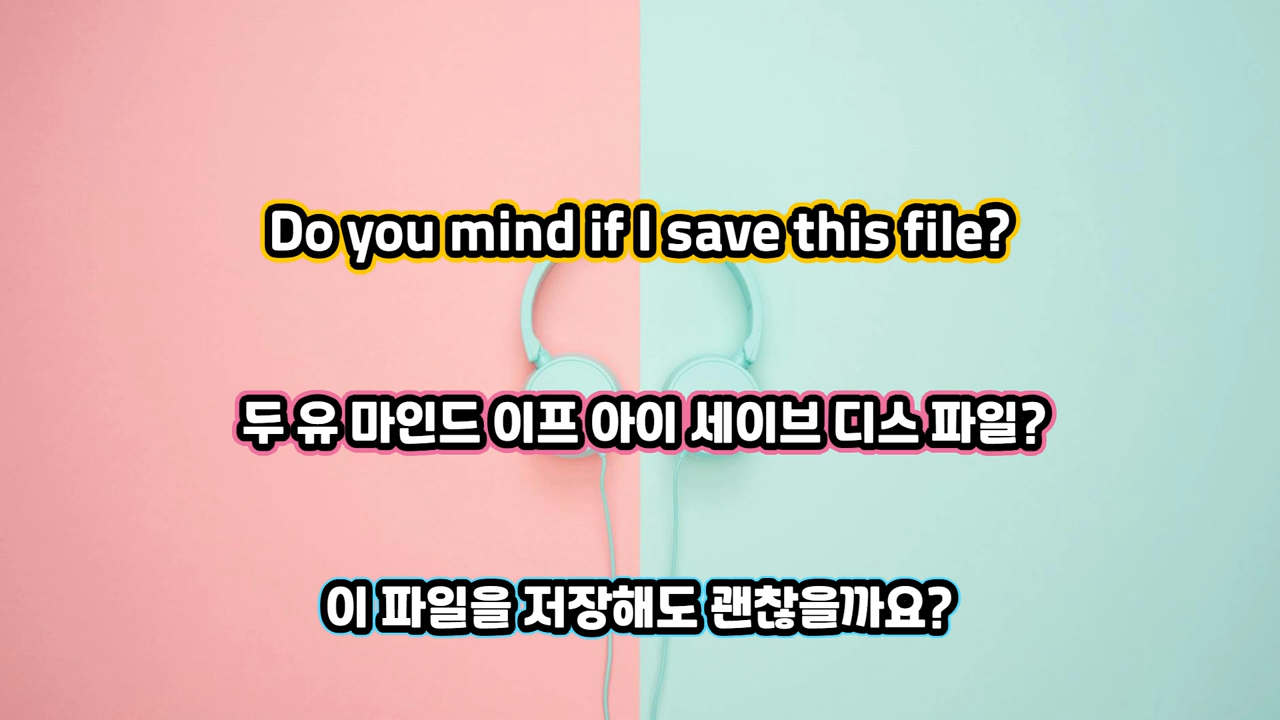 Do you mind if I save this file?
두 유 마인드 이프 아이 세이브 디스 파일?
이 파일을 저장해도 괜찮을까요?